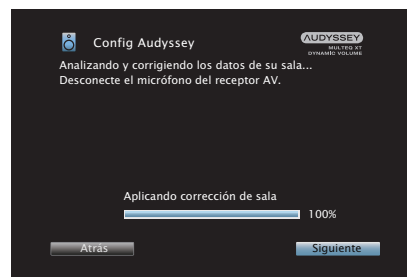 Config Audyssey
AUDYSSEY
MULTEQ XT
DYNAMIC VOLUME
Analizando y corrigiendo los datos de su sala...
Desconecte el micrófono del receptor AV.
Aplicando corrección de sala
100%
Atrás
Siguiente